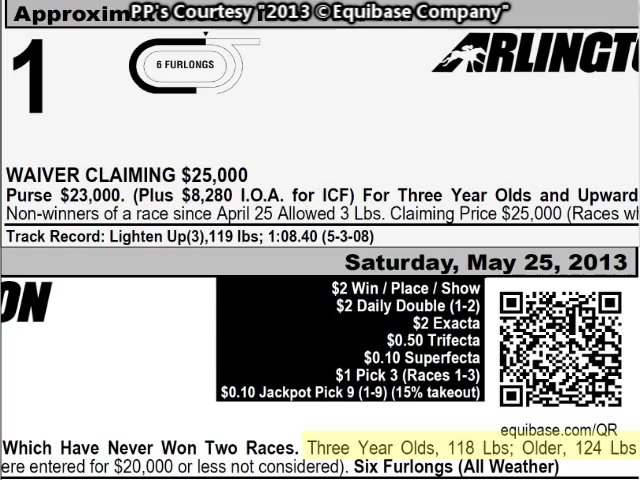 PP's Courtesy "2013 © Equibase Company"
1
6 FURLONGS
WAIVER CLAIMING $25,000
Purse $23,000. (Plus $8,280 I.O.A. for ICF) For Three Year Olds and Upward
Non-winners of a race since April 25 Allowed 3 Lbs. Claiming Price $25,000 (Races
Track Record: Lighten Up(3),119 lbs; 1:08.40 (5-3-08)
Saturday, May 25, 2013
ON
$2 Win / Place / Show
$2 Daily Double (1-2)
$2 Exacta
$0.50 Trifecta
$0.10 Superfecta
$1 Pick 3 (Races 1-3)
$0.10 Jackpot Pick 9 (1-9) (15% takeout)
equibase.com/QR
Which Have Never Won Two Races. Three Year Olds, 118 Lbs; Older, 124 Lbs
ere entered for $20,000 or less not considered). Six Furlongs (All Weather)